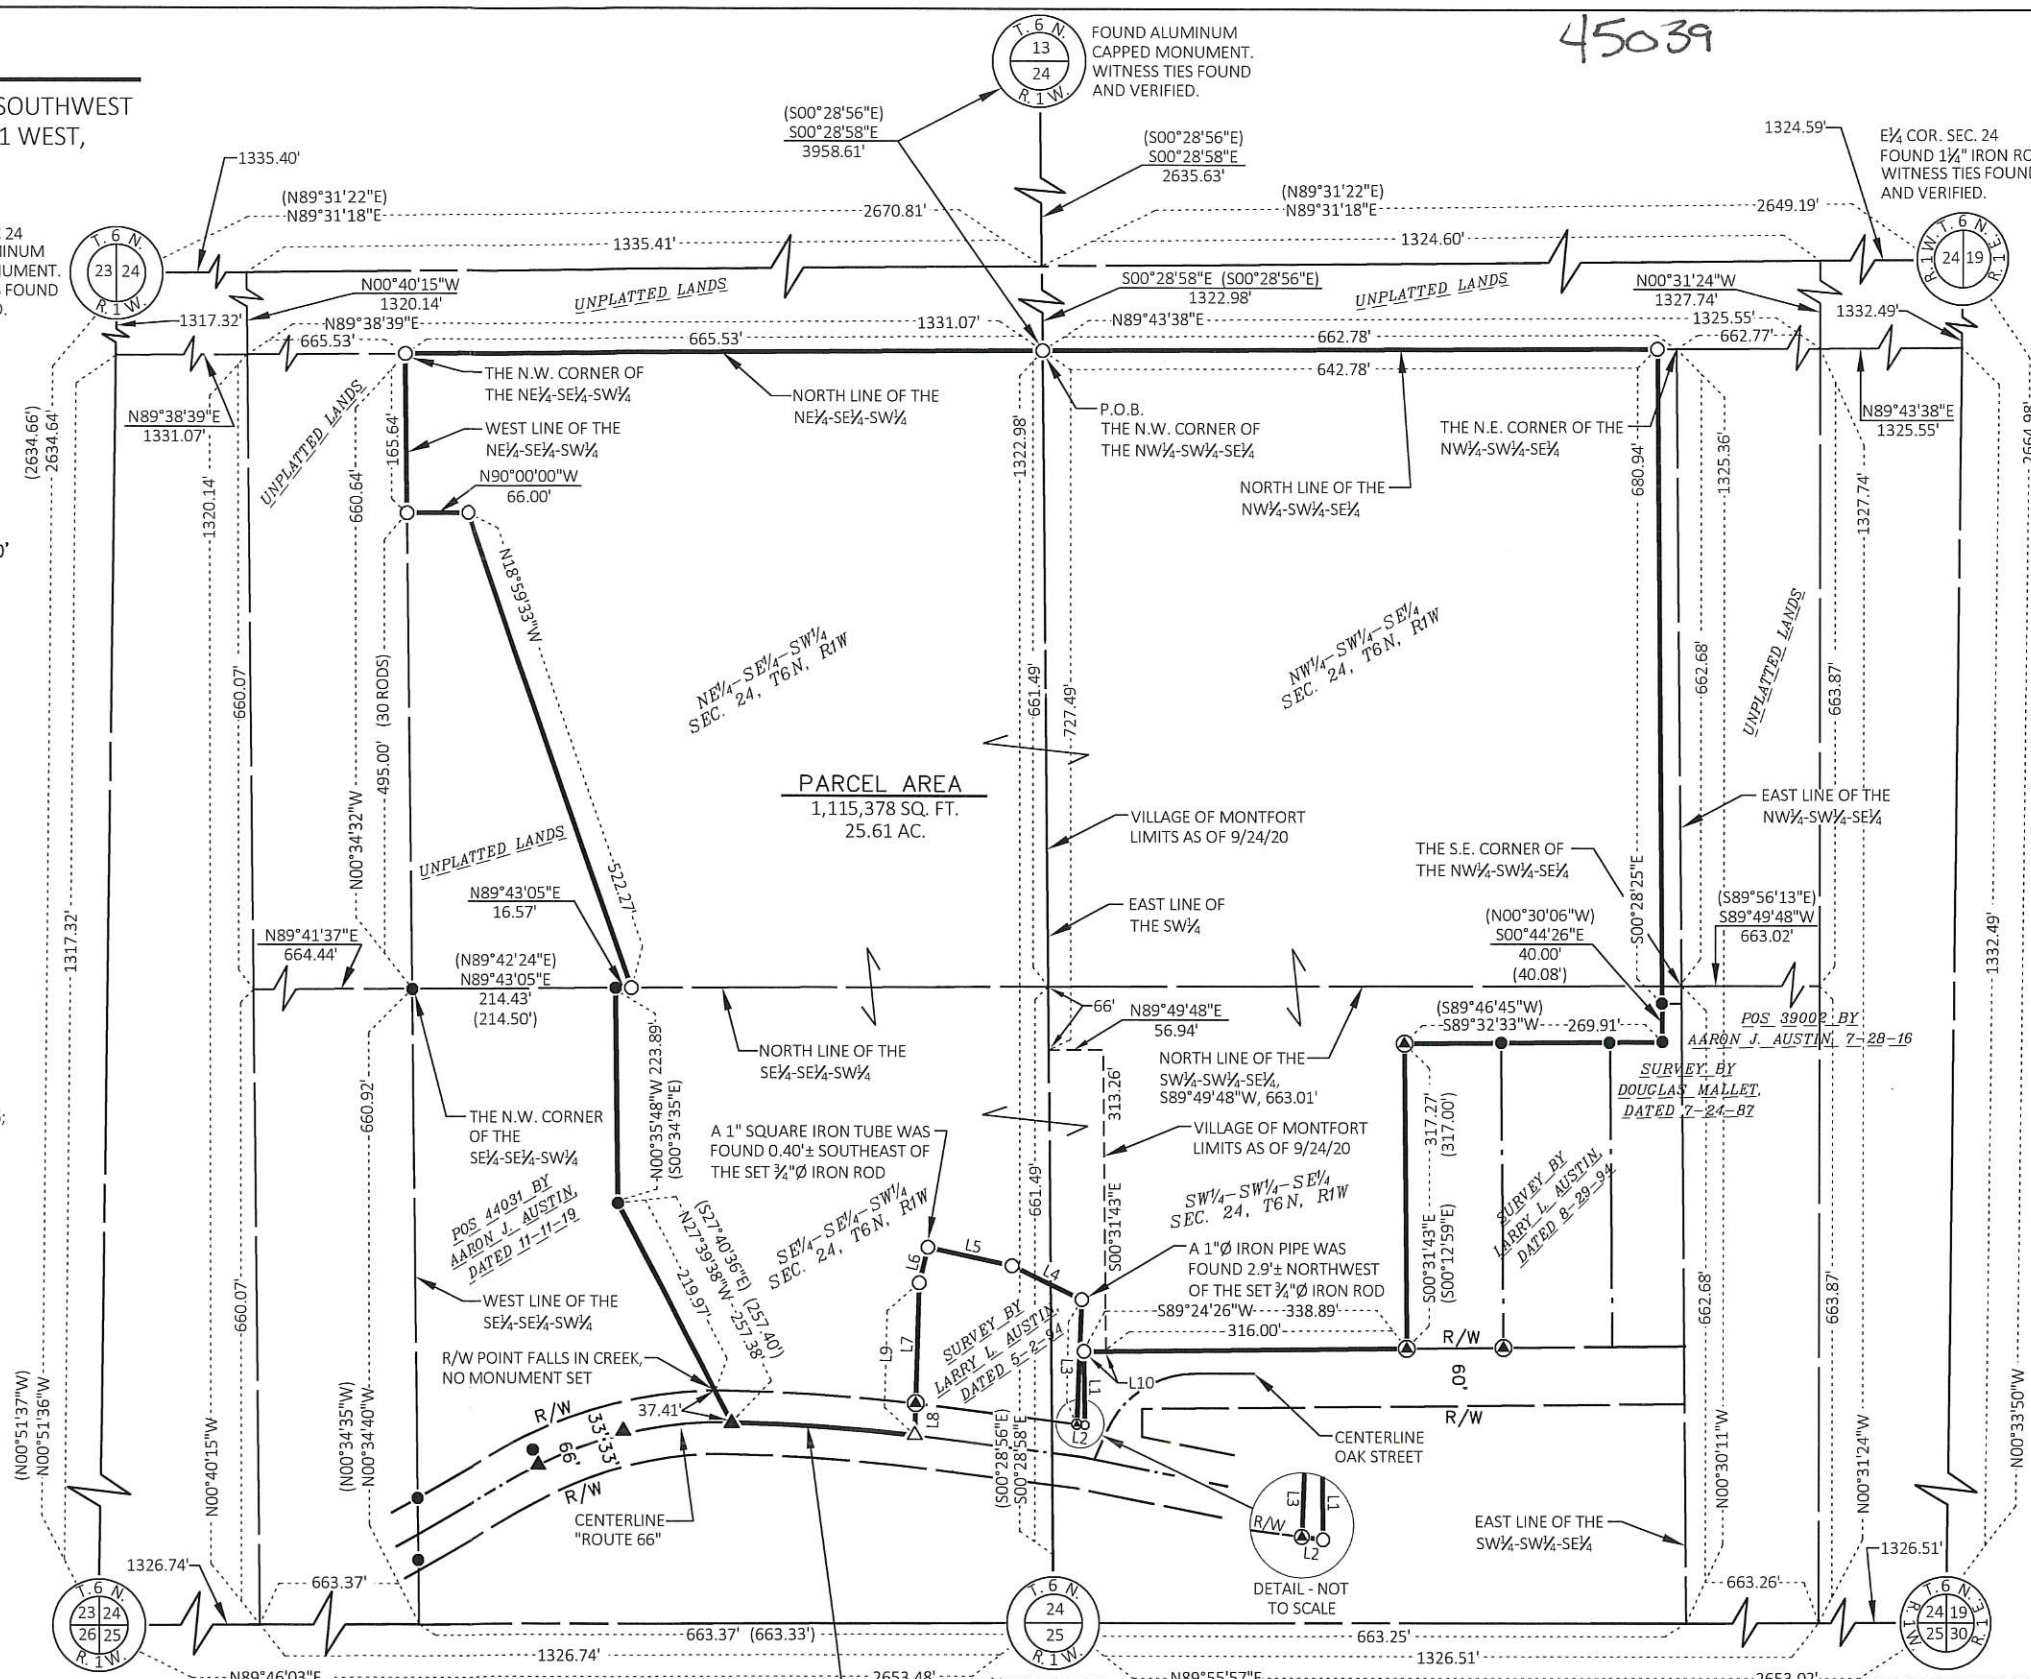 45039
SOUTHWEST
1 WEST,
T. 6 N.
13
24
R. 1 W.
FOUND ALUMINUM
CAPPED MONUMENT.
WITNESS TIES FOUND
AND VERIFIED.
(S00°28'56"E)
S00°28'58"E
3958.61'
(S00°28'56"E)
S00°28'58"E
2635.63'
1324.59'
E¼ COR. SEC. 24
FOUND 1¼" IRON RO
WITNESS TIES FOUND
AND VERIFIED.
1335.40'
(N89°31'22"E)
N89°31'18"E
2670.81'
(N89°31'22"E)
N89°31'18"E
2649.19'
1335.41'
1324.60'
24
MINUM
NUMENT.
FOUND
T. 6 N.
23 24
R. 1 W.
T. 6 N.
R.1W.
24 19
R. 1 E.
N00°40'15"W
1320.14'
UNPLATTED LANDS
S00°28'58"E (S00°28'56"E)
1322.98'
UNPLATTED LANDS
N00°31'24"W
1327.74'
1317.32'
N89°38'39"E
1331.07'
N89°43'38"E
1325.55'
1332.49'
665.53'
665.53'
662.78'
662.77'
642.78'
THE N.W. CORNER OF
THE NE¼-SE¼-SW¼
NORTH LINE OF THE
NE¼-SE¼-SW¼
P.O.B.
THE N.W. CORNER OF
THE NW¼-SW¼-SE¼
THE N.E. CORNER OF THE
NW¼-SW¼-SE¼
N89°43'38"E
1325.55'
N89°38'39"E
1331.07'
UNPLATTED LANDS
165.64'
WEST LINE OF THE
NE¼-SE¼-SW¼
N90°00'00"W
66.00'
NORTH LINE OF THE
NW¼-SW¼-SE¼
(2634.66')
2634.64'
1320.14'
660.64'
1322.98'
680.94'
1325.36'
1327.74'
2664.98'
0'
N18°59'33"W
522.27'
NE¼-SE¼-SW¼
SEC. 24, T6N, R1W
NW¼-SW¼-SE¼
SEC. 24, T6N, R1W
UNPLATTED LANDS
660.07'
495.00' (30 RODS)
661.49'
727.49'
662.68'
663.87'
PARCEL AREA
1,115,378 SQ. FT.
25.61 AC.
N00°34'32"W
UNPLATTED LANDS
VILLAGE OF MONTFORT
LIMITS AS OF 9/24/20
EAST LINE OF THE
NW¼-SW¼-SE¼
THE S.E. CORNER OF
THE NW¼-SW¼-SE¼
S00°28'25"E
N89°43'05"E
16.57'
EAST LINE OF
THE SW¼
(N00°30'06"W)
S00°44'26"E
40.00'
(40.08')
(S89°56'13"E)
S89°49'48"W
663.02'
1317.32'
N89°41'37"E
664.44'
(N89°42'24"E)
N89°43'05"E
214.43'
(214.50')
1332.49'
66'
N89°49'48"E
56.94'
(S89°46'45"W)
S89°32'33"W
269.91'
POS 39002 BY
AARON J. AUSTIN, 7-28-16
NORTH LINE OF THE
SE¼-SE¼-SW¼
NORTH LINE OF THE
SW¼-SW¼-SE¼,
S89°49'48"W, 663.01'
SURVEY BY
DOUGLAS MALLET,
DATED 7-24-87
N00°35'48"W 223.89'
(S00°34'35"E)
660.92'
THE N.W. CORNER
OF THE
SE¼-SE¼-SW¼
A 1" SQUARE IRON TUBE WAS
FOUND 0.40'± SOUTHEAST OF
THE SET ¾"Ø IRON ROD
313.26'
VILLAGE OF MONTFORT
LIMITS AS OF 9/24/20
317.27'
(317.00')
POS 44031 BY
AARON J. AUSTIN,
DATED 11-11-19
SE¼-SE¼-SW¼
SEC. 24, T6N, R1W
661.49'
S00°31'43"E
SW¼-SW¼-SE¼
SEC. 24, T6N, R1W
S00°31'43"E
(S00°12'59"E)
SURVEY BY
LARRY L. AUSTIN,
DATED 8-29-94
(S27°40'36"E) (257.40')
N27°39'38"W 257.38'
219.97'
L5
L6
L4
A 1"Ø IRON PIPE WAS
FOUND 2.9'± NORTHWEST
OF THE SET ¾"Ø IRON ROD
S89°24'26"W
338.89'
316.00'
660.07'
WEST LINE OF THE
SE¼-SE¼-SW¼
L9
L7
SURVEY BY
LARRY L. AUSTIN,
DATED 5-2-94
662.68'
663.87'
R/W
R/W POINT FALLS IN CREEK,
NO MONUMENT SET
L3
L1
L10
60'
37.41'
L8
L2
R/W
R/W
33' 33'
66'
R/W
CENTERLINE
OAK STREET
(N00°51'37"W)
N00°51'36"W
N00°40'15"W
(N00°34'35"W)
N00°34'40"W
CENTERLINE
"ROUTE 66"
(S00°28'56"E)
S00°28'58"E
R/W
L3
L1
L2
DETAIL - NOT
TO SCALE
EAST LINE OF THE
SW¼-SW¼-SE¼
N00°30'11"W
N00°31'24"W
N00°33'50"W
1326.74'
1326.51'
663.37'
663.26'
T. 6 N.
23 24
26 25
R. 1 W.
T. 6 N.
24
25
R. 1 W.
T. 6 N.
R. 1 W.
24 19
25 30
R. 1 E.
663.37' (663.33')
663.25'
1326.74'
1326.51'
N89°46'03"E
2653.48'
N89°55'57"E
2653.02'